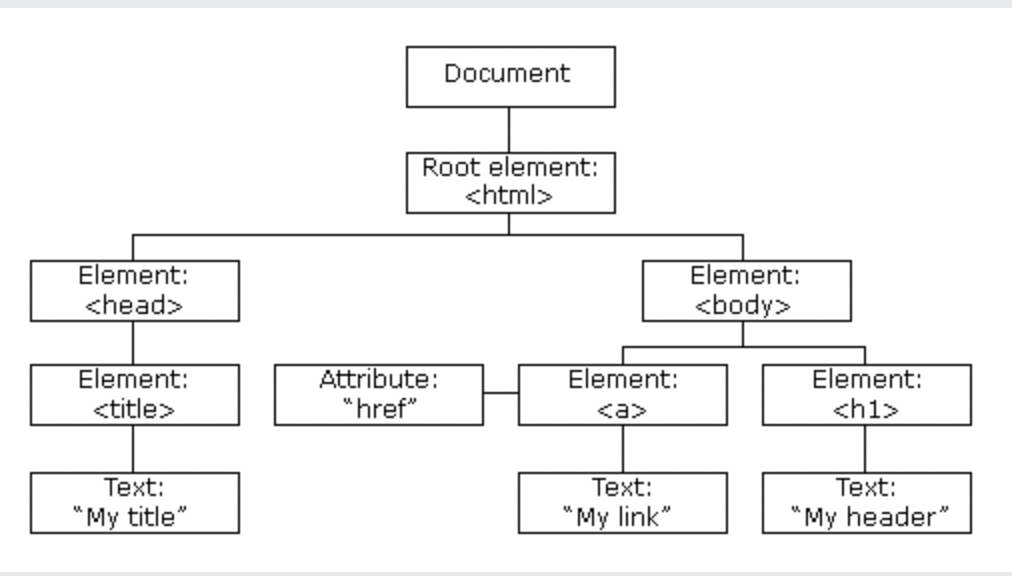 Document
Root element:
<html>
Element:
<head>
Element:
<body>
Element:
<title>
Attribute:
“href”
Element:
<a>
Element:
<h1>
Text:
“My title”
Text:
“My link”
Text:
“My header”